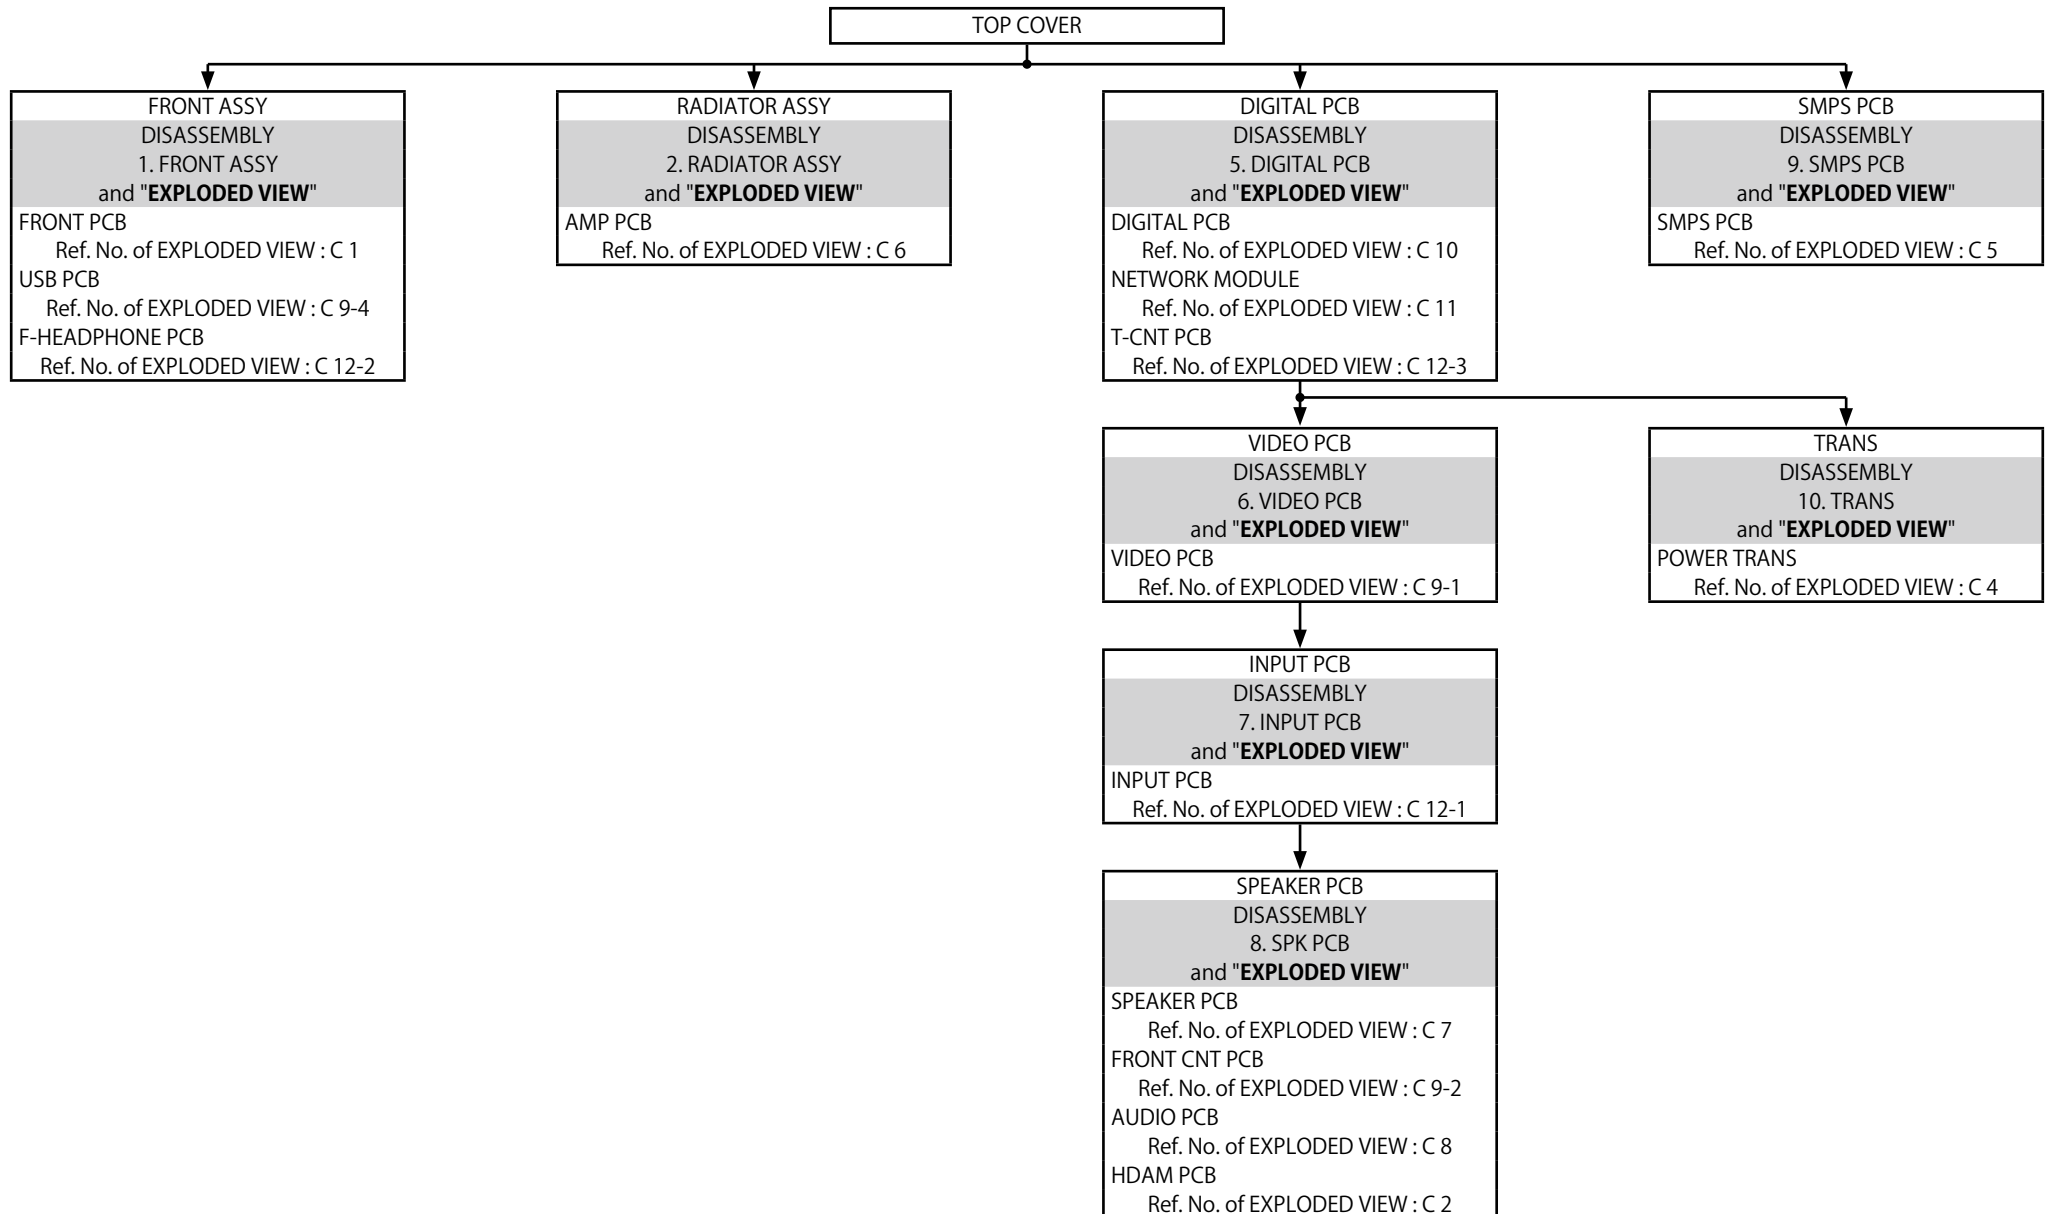 TOP COVER
FRONT ASSY
DISASSEMBLY
1. FRONT ASSY
and "EXPLODED VIEW"
FRONT PCB
Ref. No. of EXPLODED VIEW : C 1
USB PCB
Ref. No. of EXPLODED VIEW : C 9-4
F-HEADPHONE PCB
Ref. No. of EXPLODED VIEW : C 12-2
RADIATOR ASSY
DISASSEMBLY
2. RADIATOR ASSY
and "EXPLODED VIEW"
AMP PCB
Ref. No. of EXPLODED VIEW : C 6
DIGITAL PCB
DISASSEMBLY
5. DIGITAL PCB
and "EXPLODED VIEW"
DIGITAL PCB
Ref. No. of EXPLODED VIEW : C 10
NETWORK MODULE
Ref. No. of EXPLODED VIEW : C 11
T-CNT PCB
Ref. No. of EXPLODED VIEW : C 12-3
SMPS PCB
DISASSEMBLY
9. SMPS PCB
and "EXPLODED VIEW"
SMPS PCB
Ref. No. of EXPLODED VIEW : C 5
VIDEO PCB
DISASSEMBLY
6. VIDEO PCB
and "EXPLODED VIEW"
VIDEO PCB
Ref. No. of EXPLODED VIEW : C 9-1
TRANS
DISASSEMBLY
10. TRANS
and "EXPLODED VIEW"
POWER TRANS
Ref. No. of EXPLODED VIEW : C 4
INPUT PCB
DISASSEMBLY
7. INPUT PCB
and "EXPLODED VIEW"
INPUT PCB
Ref. No. of EXPLODED VIEW : C 12-1
SPEAKER PCB
DISASSEMBLY
8. SPK PCB
and "EXPLODED VIEW"
SPEAKER PCB
Ref. No. of EXPLODED VIEW : C 7
FRONT CNT PCB
Ref. No. of EXPLODED VIEW : C 9-2
AUDIO PCB
Ref. No. of EXPLODED VIEW : C 8
HDAM PCB
Ref. No. of EXPLODED VIEW : C 2